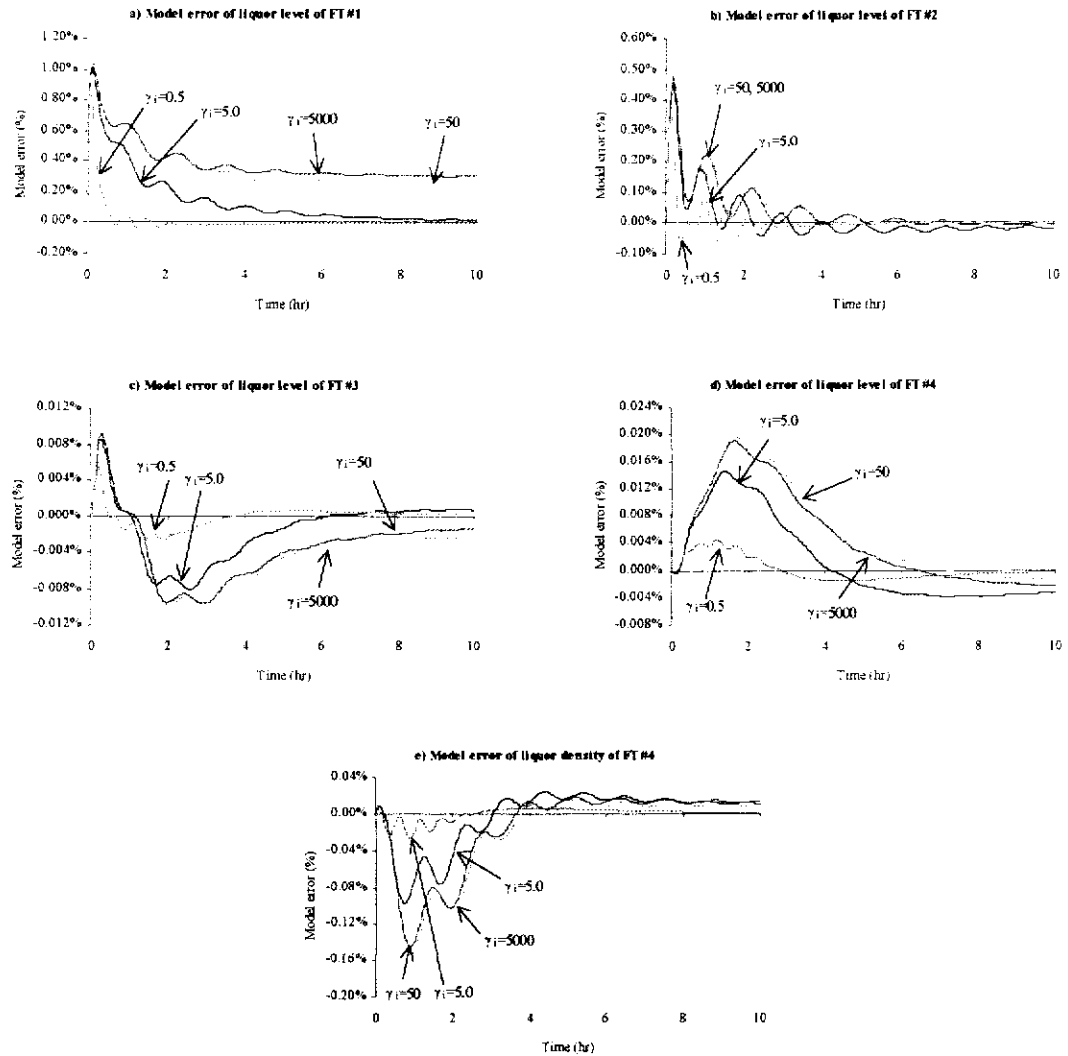 a) Model error of liquor level of FT#1
1.20%
1.00%
0.80%
0.60%
0.40%
0.20%
0.00%
-0.20%
Model error (%)
γi=0.5
γi=5.0
γi=5000
γi=50
0 2 4 6 8 10
Time (hr)
b) Model error of liquor level of FT#2
0.60%
0.50%
0.40%
0.30%
0.20%
0.10%
0.00%
-0.10%
Model error (%)
γi=50, 5000
γi=5.0
γi=0.5
0 2 4 6 8 10
Time (hr)
c) Model error of liquor level of FT#3
0.012%
0.008%
0.004%
0.000%
-0.004%
-0.008%
-0.012%
Model error (%)
γi=0.5
γi=5.0
γi=50
γi=5000
0 2 4 6 8 10
Time (hr)
d) Model error of liquor level of FT#4
0.024%
0.020%
0.016%
0.012%
0.008%
0.004%
0.000%
-0.004%
-0.008%
Model error (%)
γi=5.0
γi=50
γi=0.5
γi=5000
0 2 4 6 8 10
Time (hr)
e) Model error of liquor density of FT#4
0.04%
0.00%
-0.04%
-0.08%
-0.12%
-0.16%
-0.20%
Model error (%)
γi=5.0
γi=5000
γi=50
γi=5.0
0 2 4 6 8 10
Time (hr)